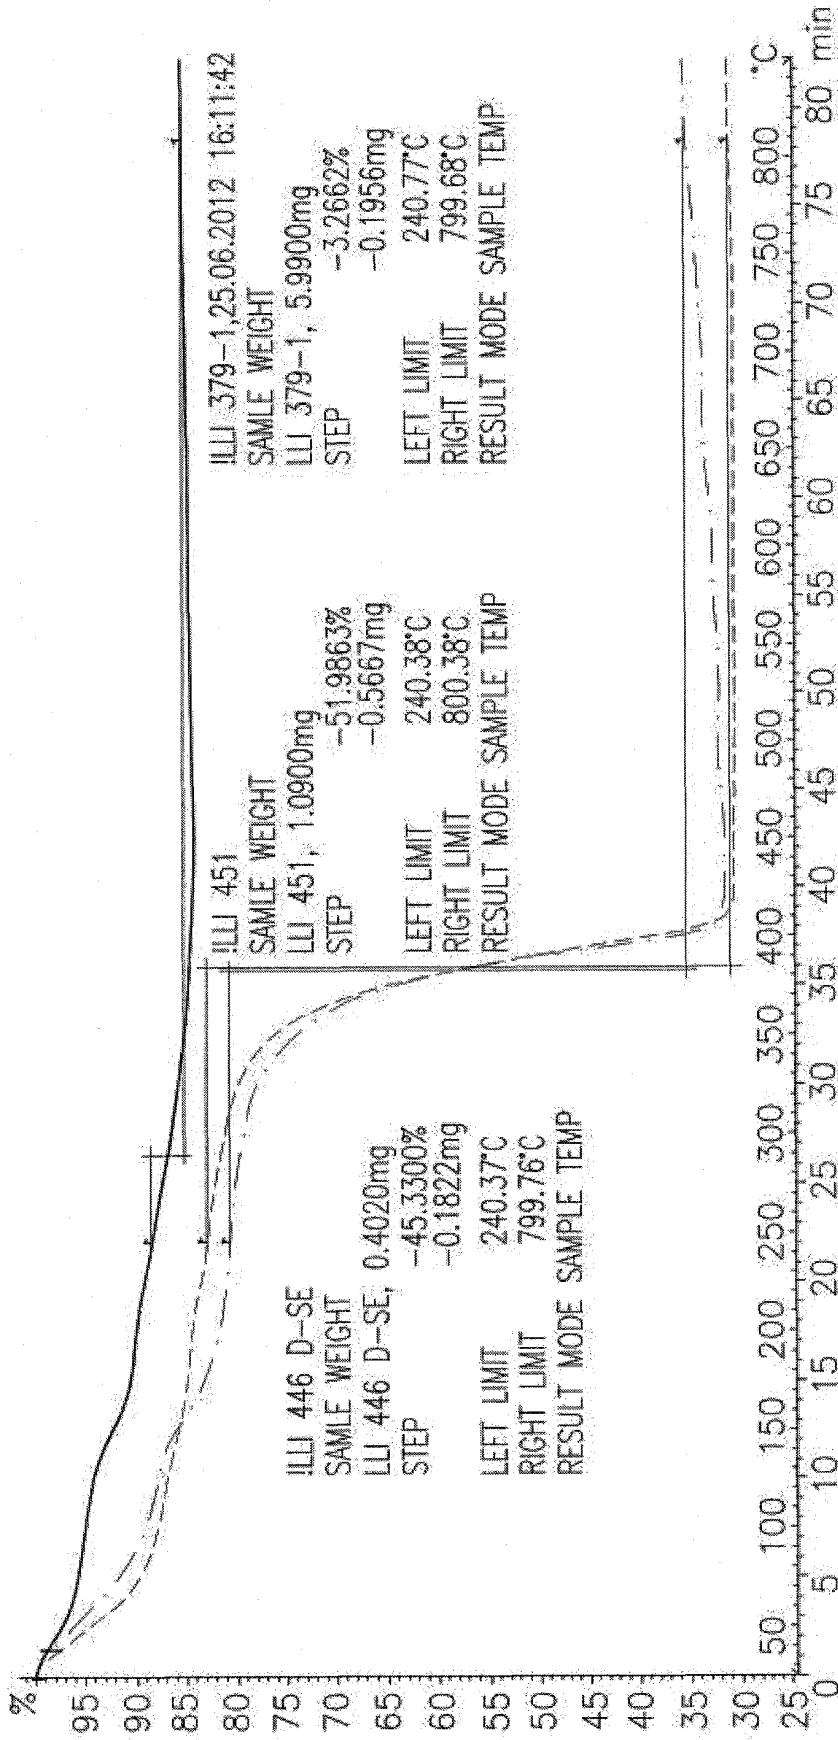 %
95
90
85
80
75
70
65
60
55
50
45
40
35
30
25
!LLI 446 D-SE
SAMLE WEIGHT
LLI 446 D-SE, 0.4020mg
STEP -45.3300%
-0.1822mg
LEFT LIMIT 240.37°C
RIGHT LIMIT 799.76°C
RESULT MODE SAMPLE TEMP
!LLI 451
SAMLE WEIGHT
LLI 451, 1.0900mg
STEP -51.9863%
-0.5667mg
LEFT LIMIT 240.38°C
RIGHT LIMIT 800.38°C
RESULT MODE SAMPLE TEMP
!LLI 379-1,25.06.2012 16:11:42
SAMLE WEIGHT
LLI 379-1, 5.9900mg
STEP -3.2662%
-0.1956mg
LEFT LIMIT 240.77°C
RIGHT LIMIT 799.68°C
RESULT MODE SAMPLE TEMP
50 100 150 200 250 300 350 400 450 500 550 600 650 700 750 800 °C
0 5 10 15 20 25 30 35 40 45 50 55 60 65 70 75 80 min